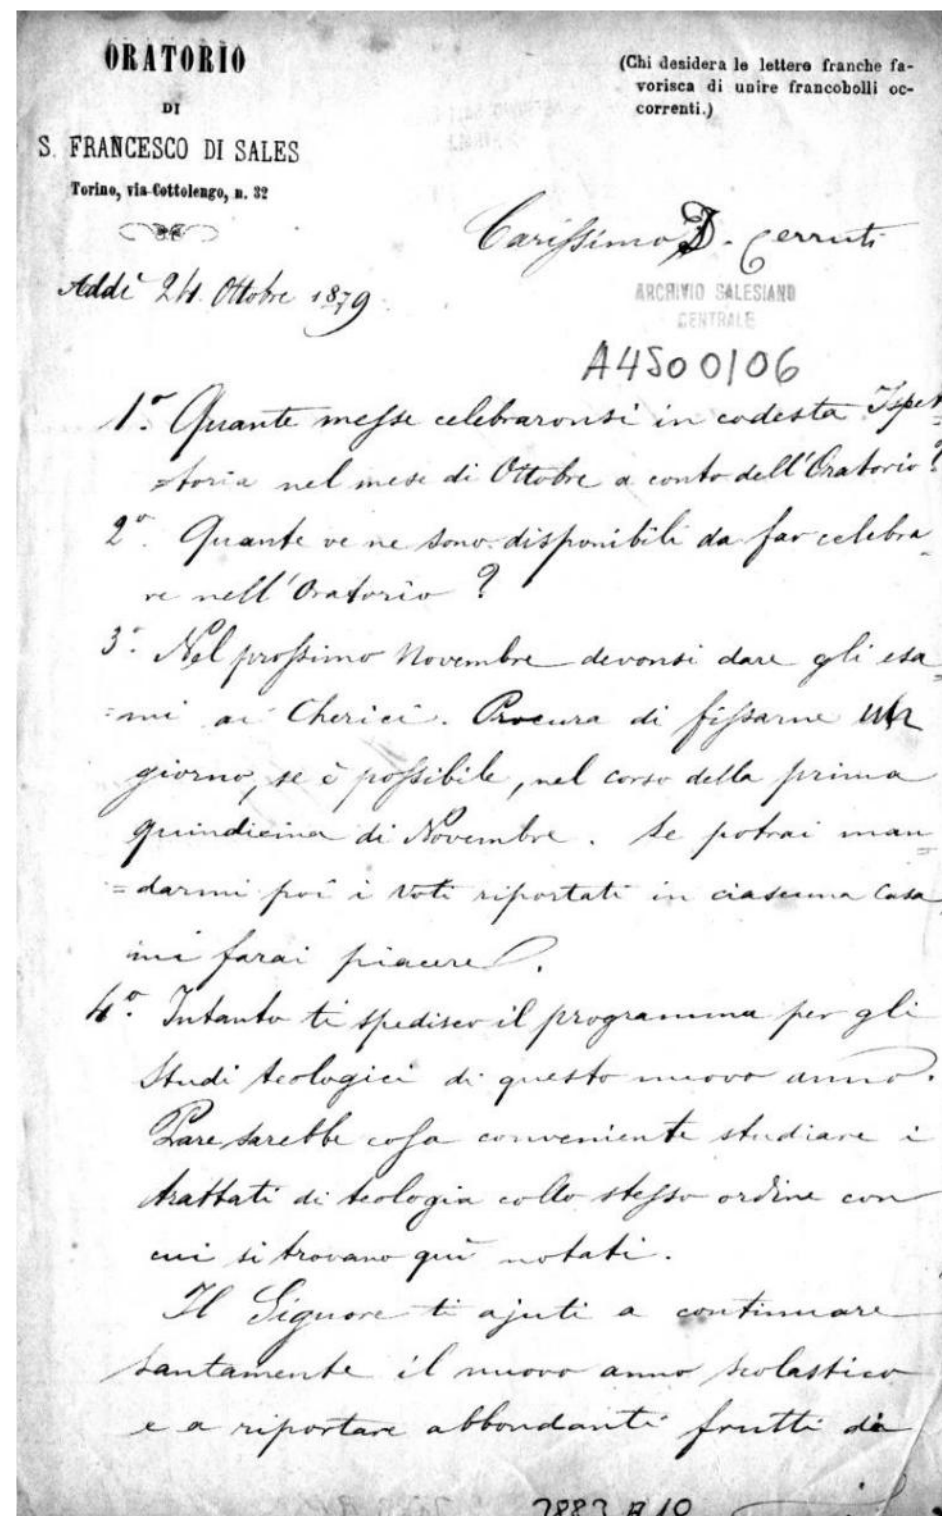 ORATORIO
DI
S. FRANCESCO DI SALES
Torino, via Cottolengo, n. 32
(Chi desidera le lettere franche fa-
vorisca di unire francobolli oc-
correnti.)
Carissimo D. Cerruti
Addì 24 Ottobre 1879
ARCHIVIO SALESIANO
CENTRALE
A4500106
1.° Quante messe celebraronsi in codesta Ispet
=toria nel mese di Ottobre a conto dell'Oratorio?
2.° Quante ve ne sono disponibili da far celebra
re nell'Oratorio?
3.° Nel prossimo Novembre devonsi dare gli esa=
=mi ai Cherici. Procura di fissarne un
giorno, se è possibile, nel corso della prima
quindicina di Novembre. Se potrai man=
=darmi poi i voti riportati in ciascuna Casa
mi farai piacere.
4.° Intanto ti spedisco il programma per gli
studi teologici di questo nuovo anno.
Pare sarebbe cosa conveniente studiare i
trattati di teologia collo stesso ordine con
cui si trovano quì notati.
Il Signore ti ajuti a continuare
santamente il nuovo anno scolastico
e a riportare abbondanti frutti di